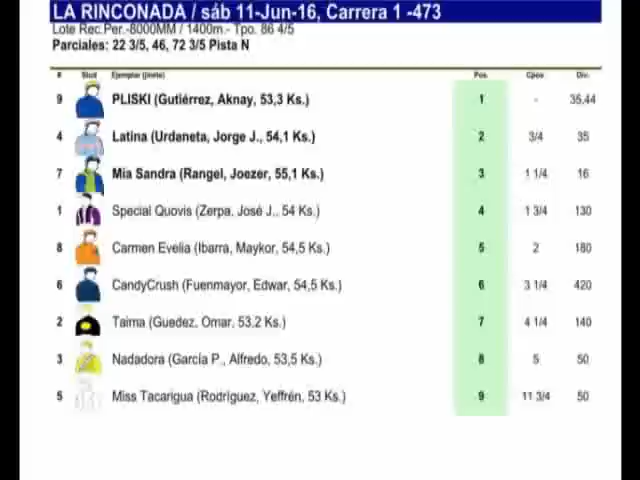 LA RINCONADA / sáb 11-Jun-16, Carrera 1 -473
Lote Rec.Per.-8000MM / 1400m.- Tpo. 86 4/5
Parciales: 22 3/5, 46, 72 3/5 Pista N
# Stud Ejemplar (jinete) Pos. Cpos Div.
9 PLISKI (Gutiérrez, Aknay, 53,3 Ks.) 1 - 35.44
4 Latina (Urdaneta, Jorge J., 54,1 Ks.) 2 3/4 35
7 Mia Sandra (Rangel, Joezer, 55,1 Ks.) 3 1 1/4 16
1 Special Quovis (Zerpa, José J., 54 Ks.) 4 1 3/4 130
8 Carmen Evelia (Ibarra, Maykor, 54,5 Ks.) 5 2 180
6 CandyCrush (Fuenmayor, Edwar, 54,5 Ks.) 6 3 1/4 420
2 Taima (Guedez, Omar, 53,2 Ks.) 7 4 1/4 140
3 Nadadora (García P., Alfredo, 53,5 Ks.) 8 5 50
5 Miss Tacarigua (Rodríguez, Yeffrén, 53 Ks.) 9 11 3/4 50